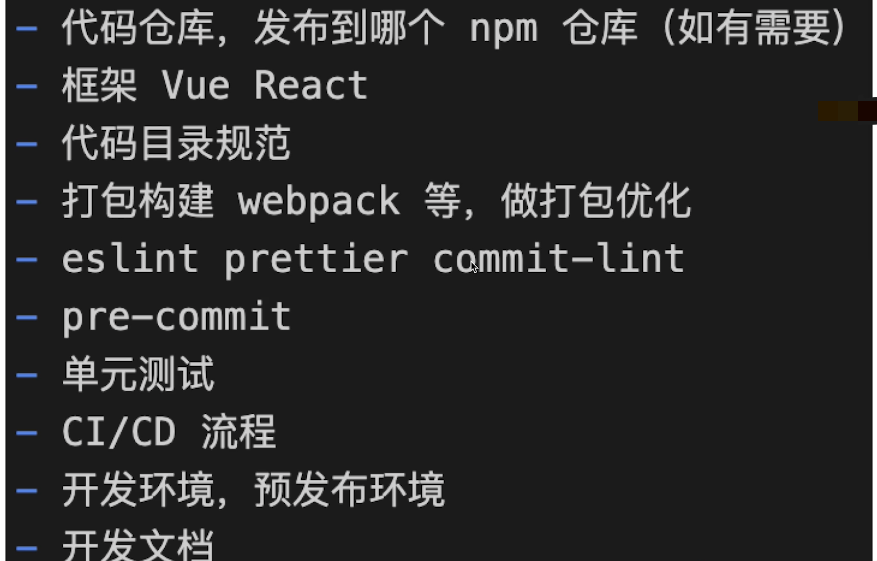 - 代码仓库，发布到哪个 npm 仓库（如有需要）
- 框架 Vue React
- 代码目录规范
- 打包构建 webpack 等，做打包优化
- eslint prettier commit-lint
- pre-commit
- 单元测试
- CI/CD 流程
- 开发环境，预发布环境
- 开发文档